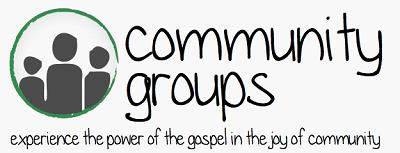 community
groups
experience the power of the gospel in the joy of community